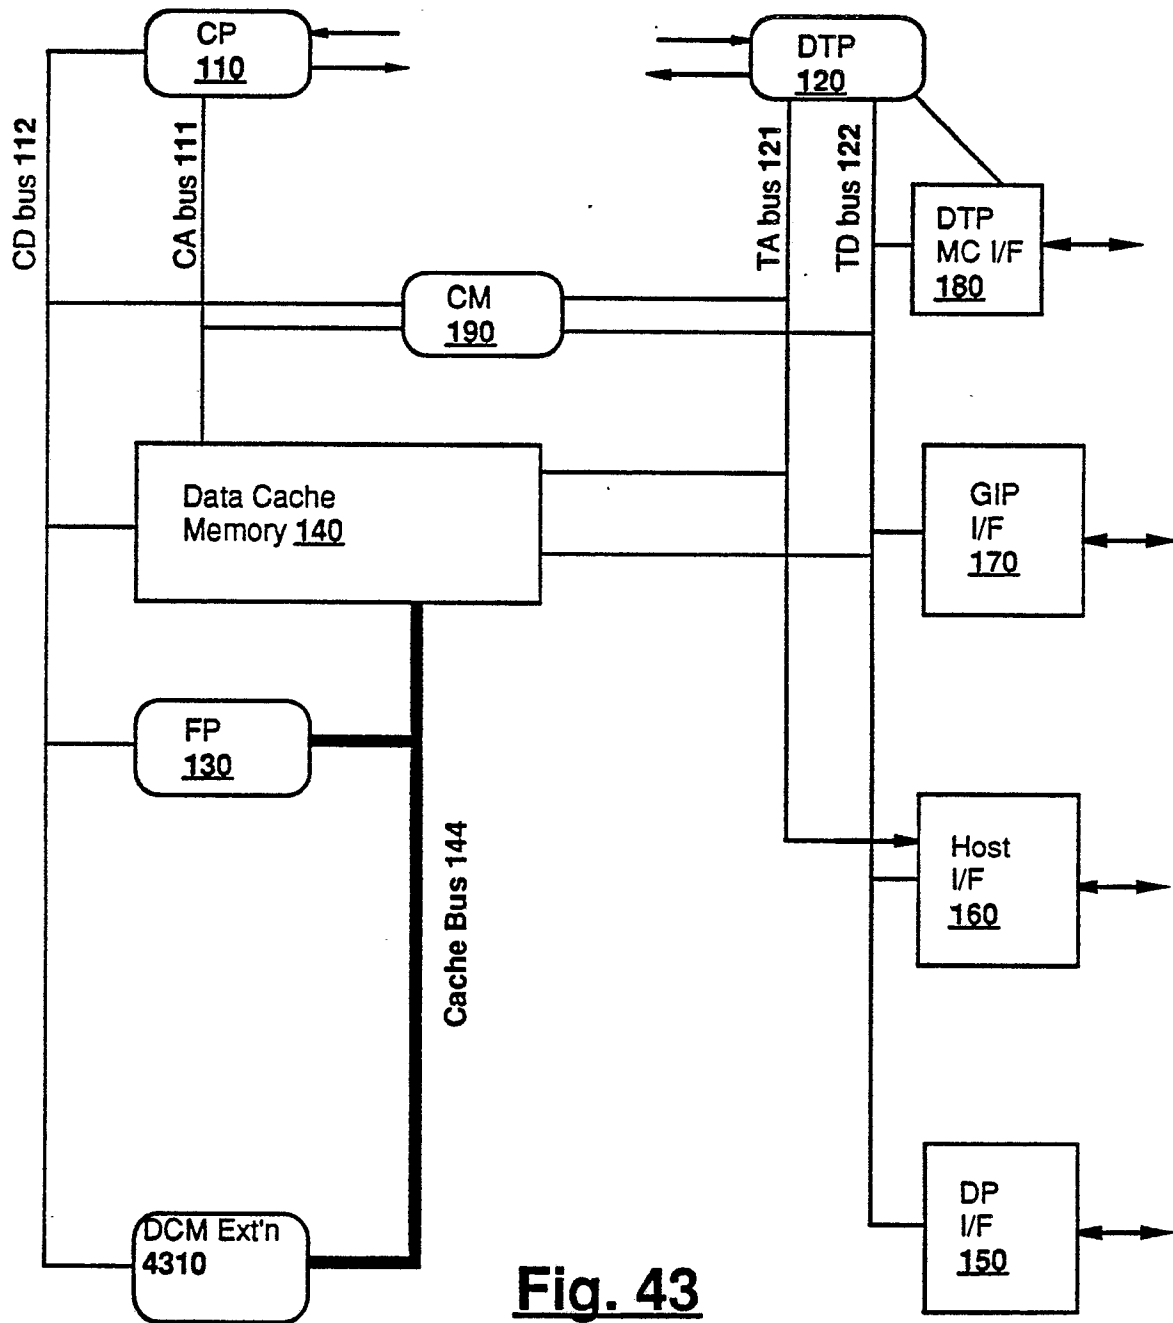 CP
110
DTP
120
CD bus 112
CA bus 111
TA bus 121
TD bus 122
DTP
MC I/F
180
CM
190
Data Cache
Memory 140
GIP
I/F
170
FP
130
Cache Bus 144
Host
I/F
160
DCM Ext'n
4310
DP
I/F
150
Fig. 43